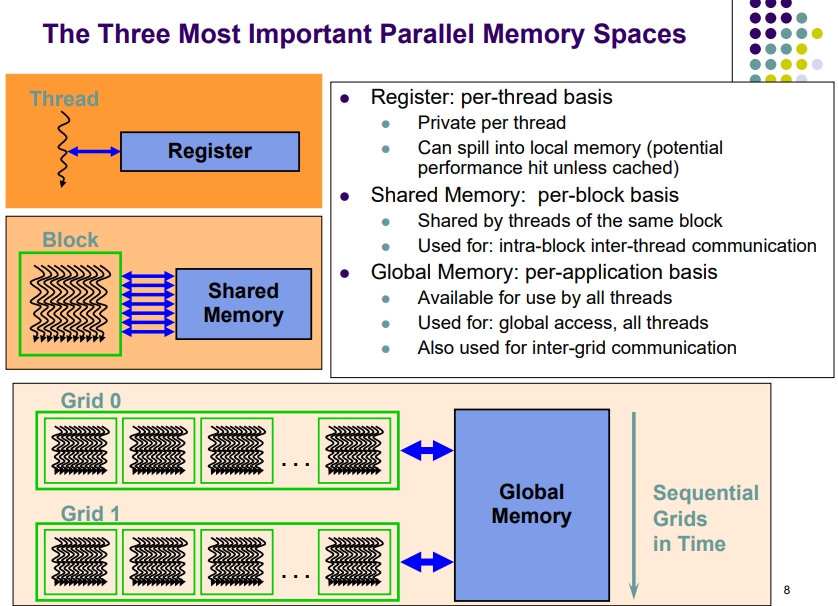 The Three Most Important Parallel Memory Spaces
Thread
Register
Block
Shared
Memory
Register: per-thread basis
Private per thread
Can spill into local memory (potential
performance hit unless cached)
Shared Memory: per-block basis
Shared by threads of the same block
Used for: intra-block inter-thread communication
Global Memory: per-application basis
Available for use by all threads
Used for: global access, all threads
Also used for inter-grid communication
Grid 0
. . .
Grid 1
. . .
Global
Memory
Sequential
Grids
in Time
8